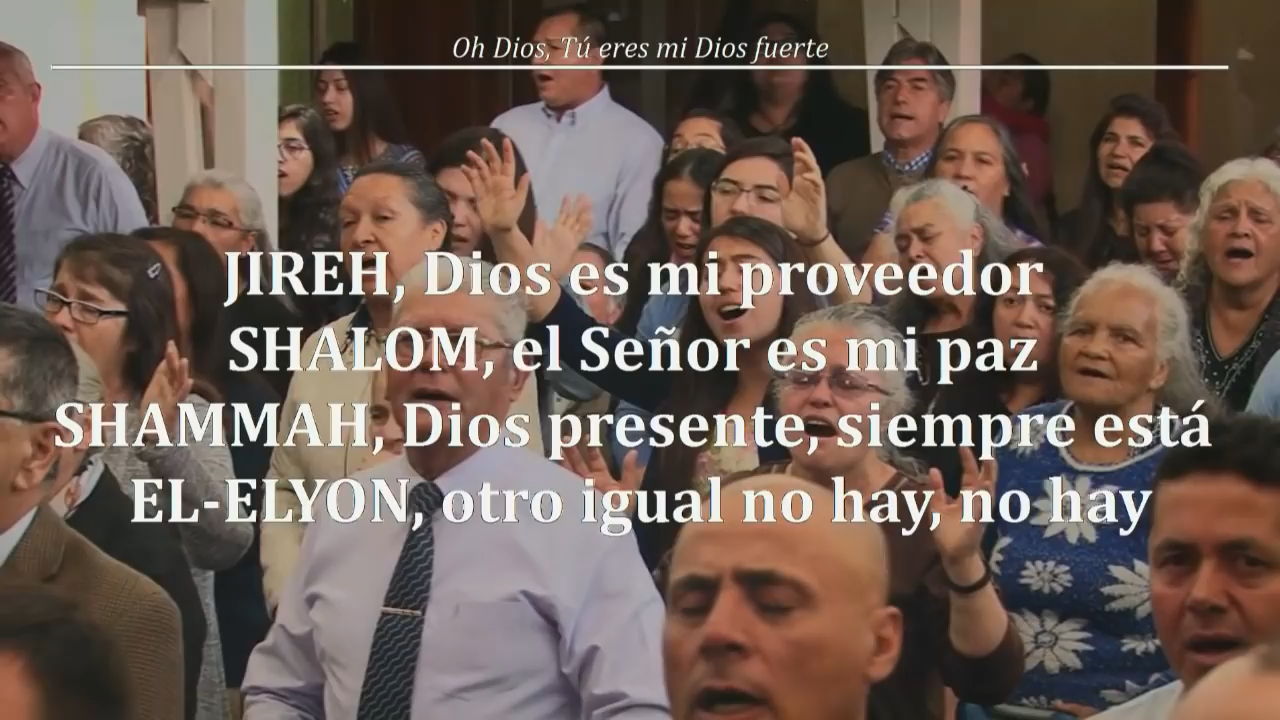 Oh Dios, Tú eres mi Dios fuerte
JIREH, Dios es mi proveedor
SHALOM, el Señor es mi paz
SHAMMAH, Dios presente, siempre está
EL-ELYON, otro igual no hay, no hay